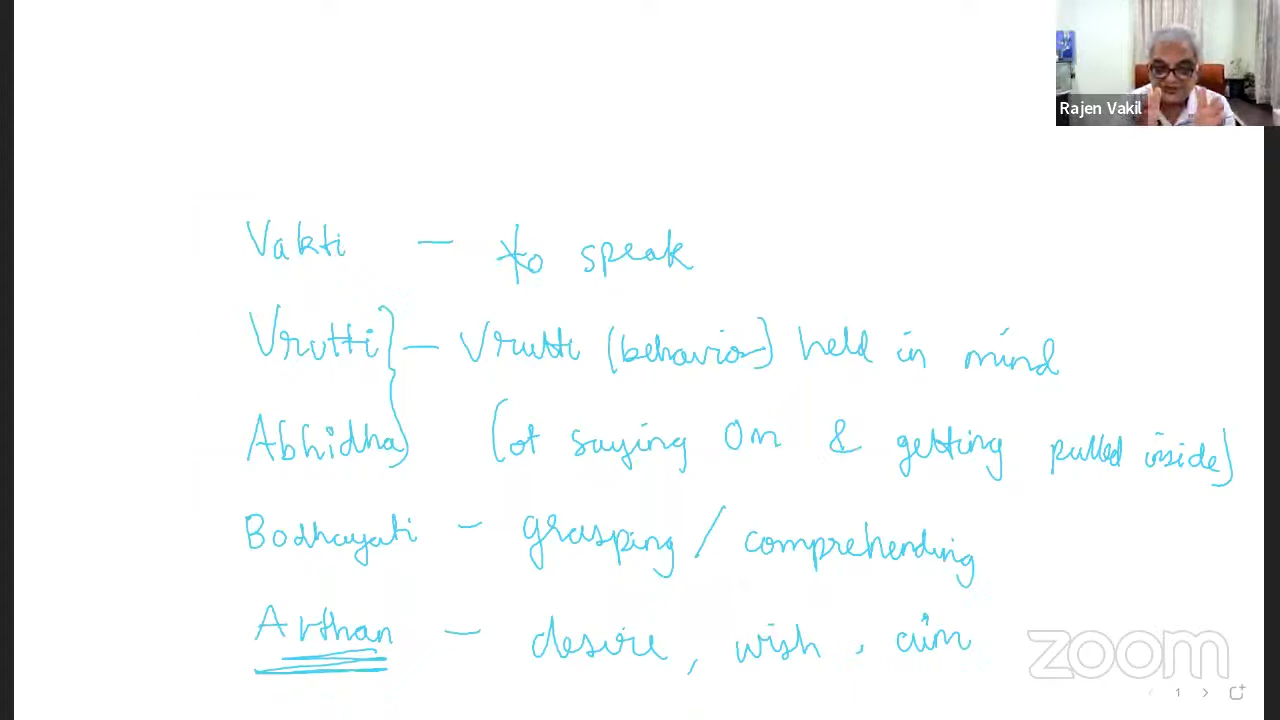 Rajen Vakil
Vakti — to speak
Vrutti } — Vrutti (behavior) held in mind
Abhidha (of saying Om & getting pulled inside)
Bodhayati — grasping / comprehending
Arthan — desire, wish, aim
zoom
1